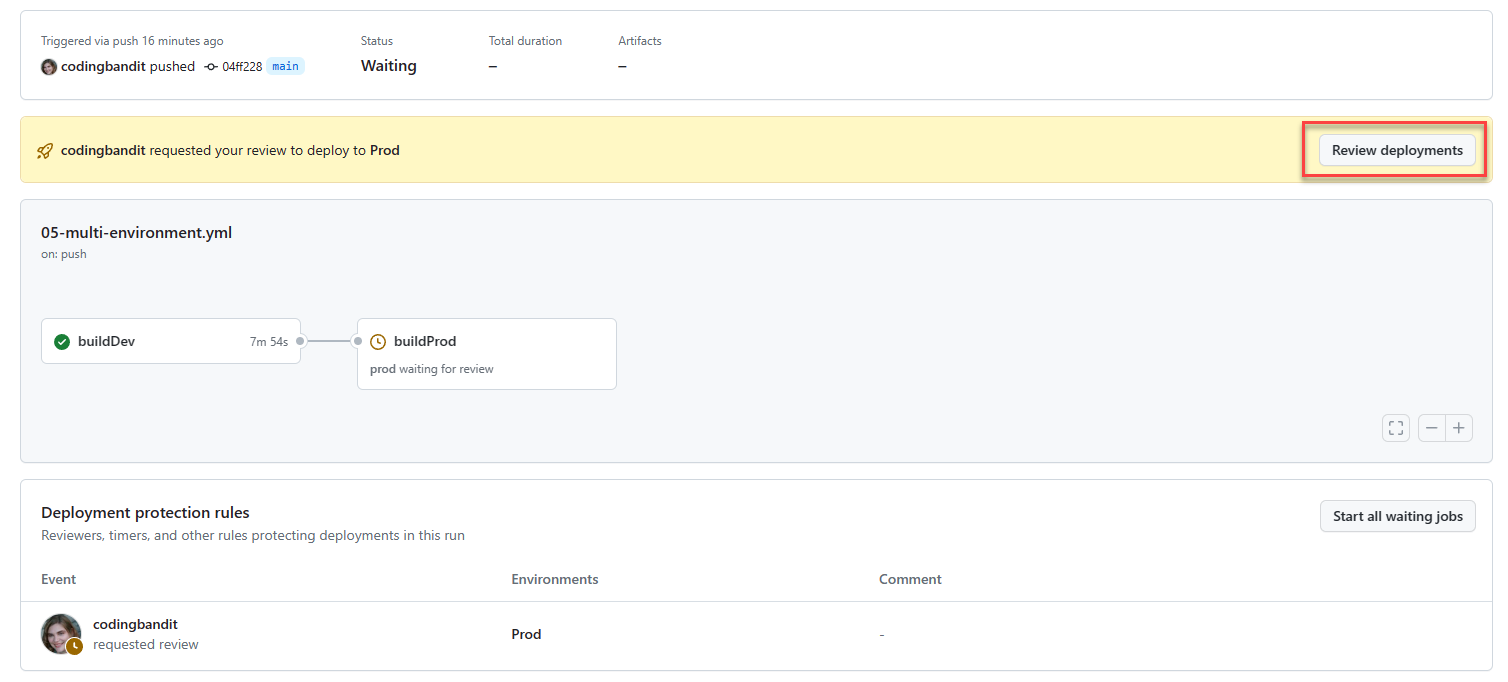 Triggered via push 16 minutes ago
codingbandit pushed 04ff228 main
Status
Waiting
Total duration
–
Artifacts
–
codingbandit requested your review to deploy to Prod
Review deployments
05-multi-environment.yml
on: push
buildDev 7m 54s
buildProd
prod waiting for review
Deployment protection rules
Reviewers, timers, and other rules protecting deployments in this run
Start all waiting jobs
Event Environments Comment
codingbandit
requested review
Prod
-